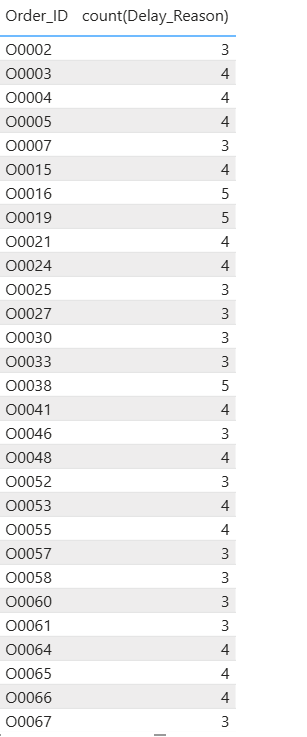 Order_ID count(Delay_Reason)
O0002 3
O0003 4
O0004 4
O0005 4
O0007 3
O0015 4
O0016 5
O0019 5
O0021 4
O0024 4
O0025 3
O0027 3
O0030 3
O0033 3
O0038 5
O0041 4
O0046 3
O0048 4
O0052 3
O0053 4
O0055 4
O0057 3
O0058 3
O0060 3
O0061 3
O0064 4
O0065 4
O0066 4
O0067 3